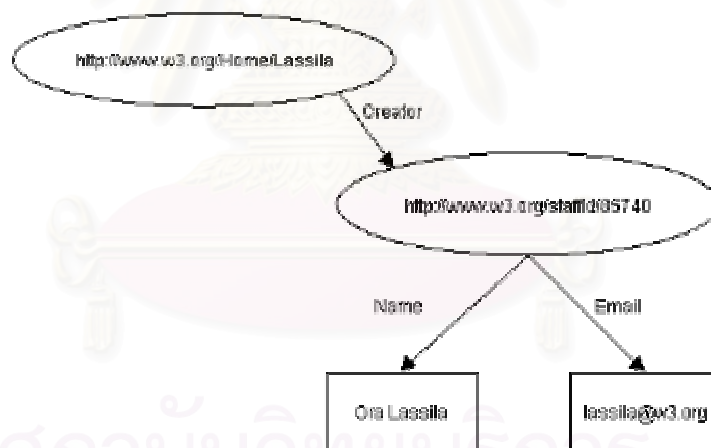 http://www.w3.org/Home/Lassila
Creator
http://www.w3.org/staffId/85740
Name
Email
Ora Lassila
lassila@w3.org